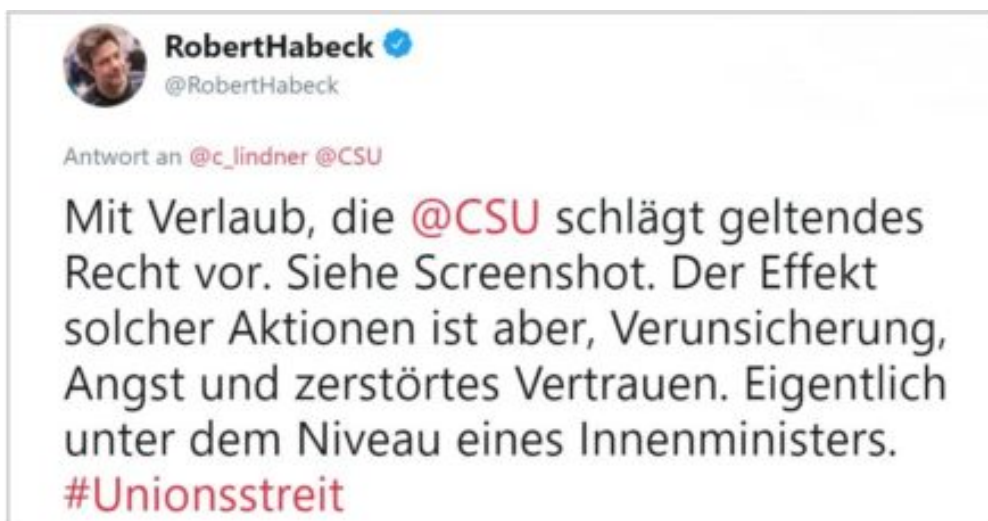 RobertHabeck
@RobertHabeck
Antwort an @c_lindner @CSU
Mit Verlaub, die @CSU schlägt geltendes
Recht vor. Siehe Screenshot. Der Effekt
solcher Aktionen ist aber, Verunsicherung,
Angst und zerstörtes Vertrauen. Eigentlich
unter dem Niveau eines Innenministers.
#Unionsstreit